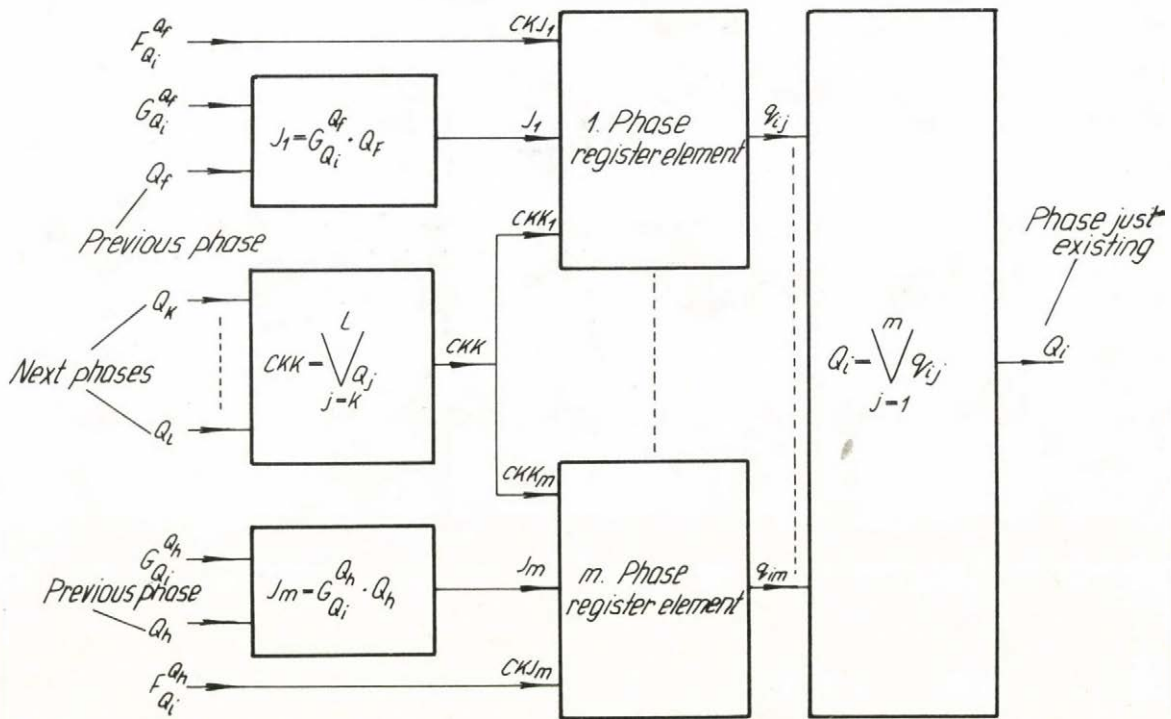 F_{Q_i}^{Q_f}
CKJ_1
G_{Q_i}^{Q_f}
J_1=G_{Q_i}^{Q_f} · Q_F
J_1
1. Phase
register element
q_{ij}
Q_f
Previous phase
CKK_1
Phase just
existing
Q_K
Next phases
Q_L
CKK = \bigvee_{j=K}^{L} Q_j
CKK
Q_i = \bigvee_{j=1}^{m} q_{ij}
Q_i
CKK_m
G_{Q_i}^{Q_h}
Previous phase
Q_h
J_m=G_{Q_i}^{Q_h} · Q_h
J_m
m. Phase
register element
q_{im}
F_{Q_i}^{Q_h}
CKJ_m